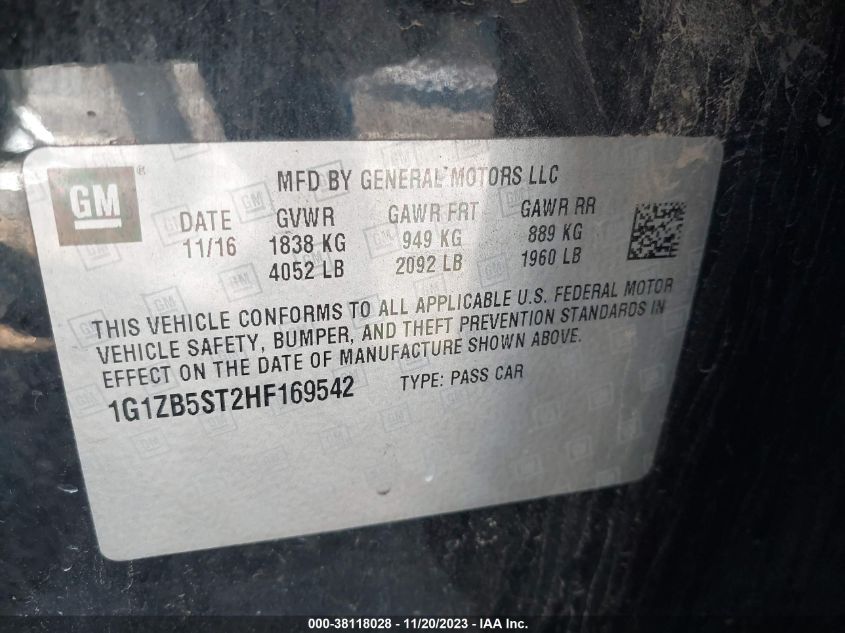 GM
MFD BY GENERAL MOTORS LLC
DATE GVWR GAWR FRT GAWR RR
11/16 1838 KG 949 KG 889 KG
4052 LB 2092 LB 1960 LB
THIS VEHICLE CONFORMS TO ALL APPLICABLE U.S. FEDERAL MOTOR
VEHICLE SAFETY, BUMPER, AND THEFT PREVENTION STANDARDS IN
EFFECT ON THE DATE OF MANUFACTURE SHOWN ABOVE.
1G1ZB5ST2HF169542 TYPE: PASS CAR
000-38118028 - 11/20/2023 - IAA Inc.